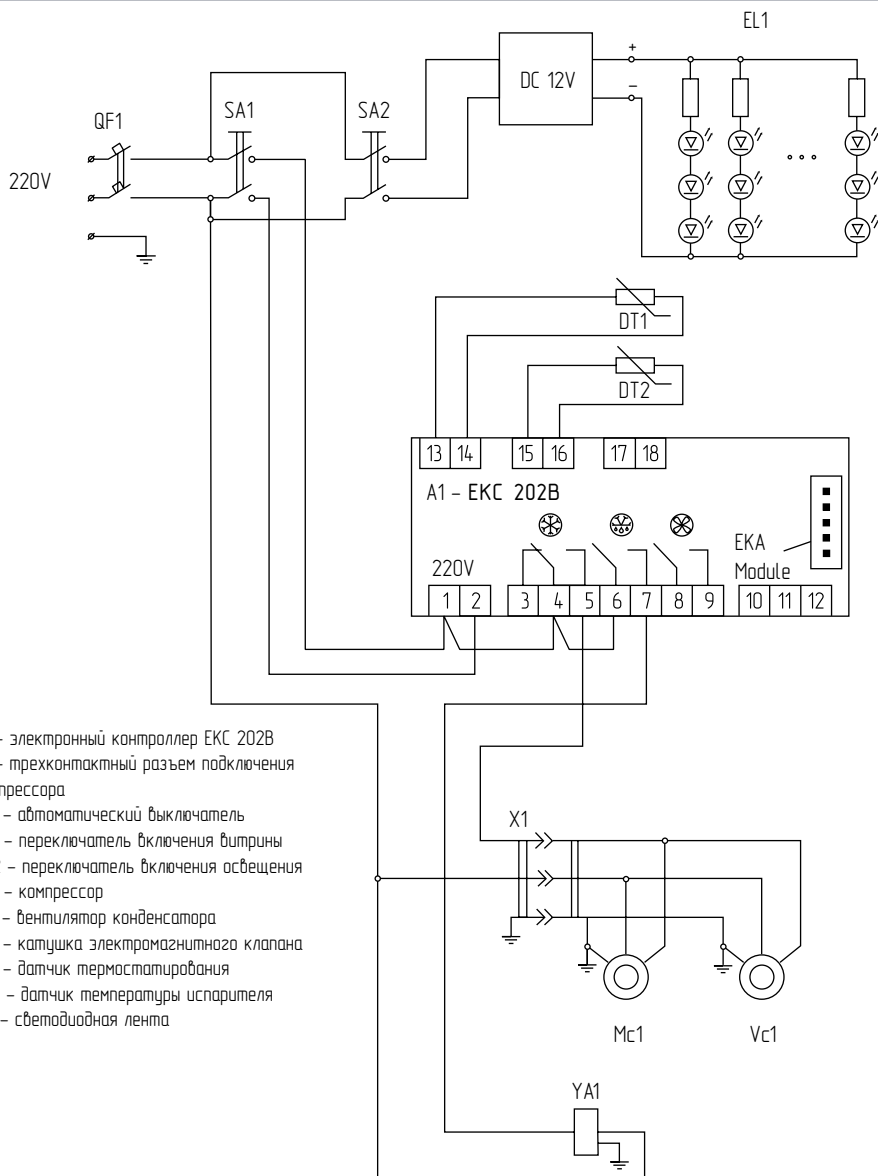 EL1
+
DC 12V
–
SA1
SA2
QF1
220V
DT1
DT2
13 14 15 16 17 18
A1 – EKC 202B
EKA
Module
220V
1 2 3 4 5 6 7 8 9 10 11 12
– электронный контроллер ЕКС 202В
– трехконтактный разъем подключения
– автоматический выключатель
– переключатель включения витрины
– переключатель включения освещения
– компрессор
– вентилятор конденсатора
– катушка электромагнитного клапана
– датчик термостатирования
– датчик температуры испарителя
– светодиодная лента
X1
Mc1
Vc1
YA1